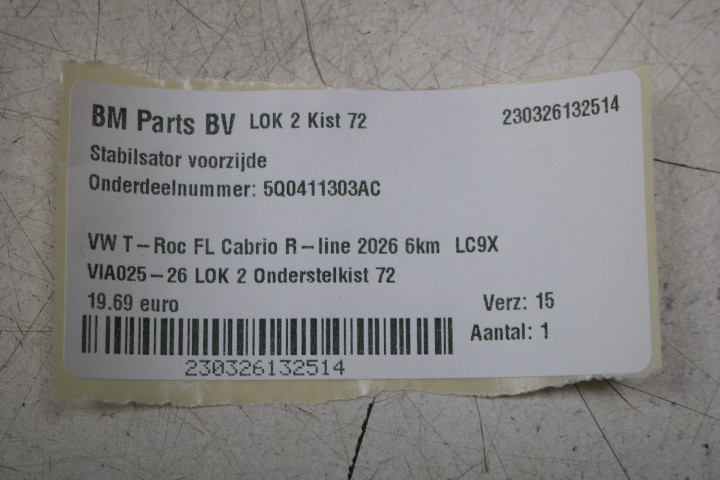 BM Parts BV LOK 2 Kist 72 230326132514
Stabilsator voorzijde
Onderdeelnummer: 5Q0411303AC
VW T-Roc FL Cabrio R-line 2026 6km LC9X
VIA025-26 LOK 2 Onderstelkist 72
19.69 euro Verz: 15
Aantal: 1
230326132514